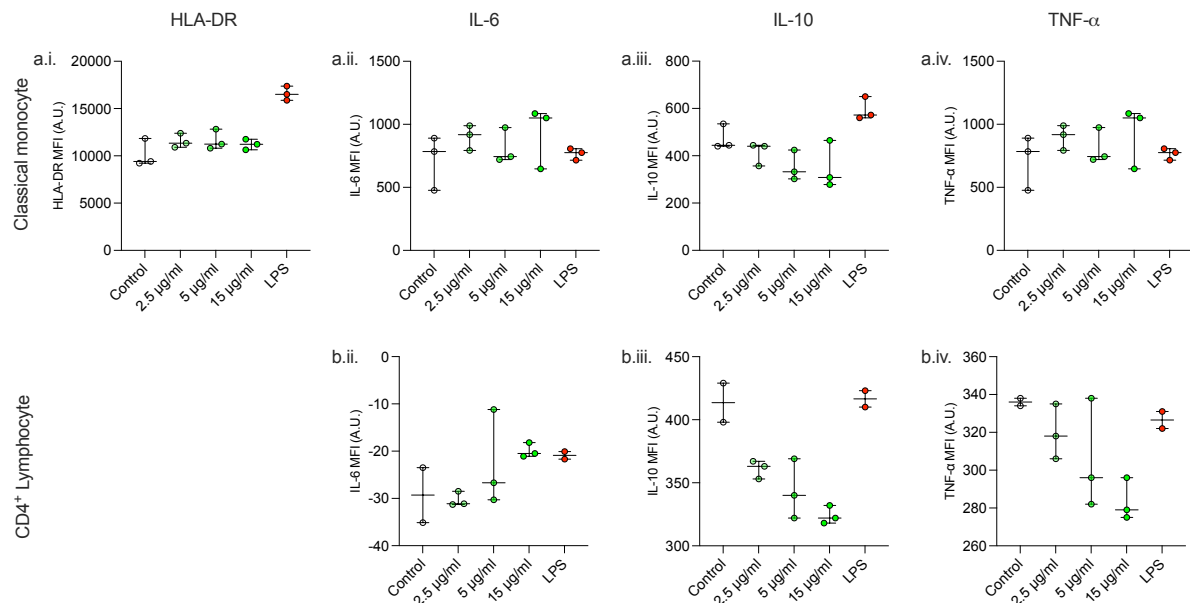 HLA-DR
IL-6
IL-10
TNF-α
Classical monocyte
a.i.
HLA-DR MFI (A.U.)
20000
15000
10000
5000
0
Control
2.5 µg/ml
5 µg/ml
15 µg/ml
LPS
a.ii.
IL-6 MFI (A.U.)
1500
1000
500
0
Control
2.5 µg/ml
5 µg/ml
15 µg/ml
LPS
a.iii.
IL-10 MFI (A.U.)
800
600
400
200
0
Control
2.5 µg/ml
5 µg/ml
15 µg/ml
LPS
a.iv.
TNF-α MFI (A.U.)
1500
1000
500
0
Control
2.5 µg/ml
5 µg/ml
15 µg/ml
LPS
CD4⁺ Lymphocyte
b.ii.
IL-6 MFI (A.U.)
0
-10
-20
-30
-40
Control
2.5 µg/ml
5 µg/ml
15 µg/ml
LPS
b.iii.
IL-10 MFI (A.U.)
450
400
350
300
Control
2.5 µg/ml
5 µg/ml
15 µg/ml
LPS
b.iv.
TNF-α MFI (A.U.)
360
340
320
300
280
260
Control
2.5 µg/ml
5 µg/ml
15 µg/ml
LPS